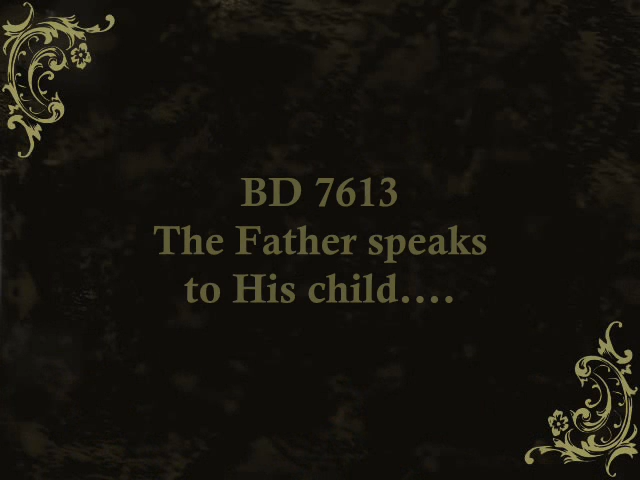 BD 7613
The Father speaks
to His child....